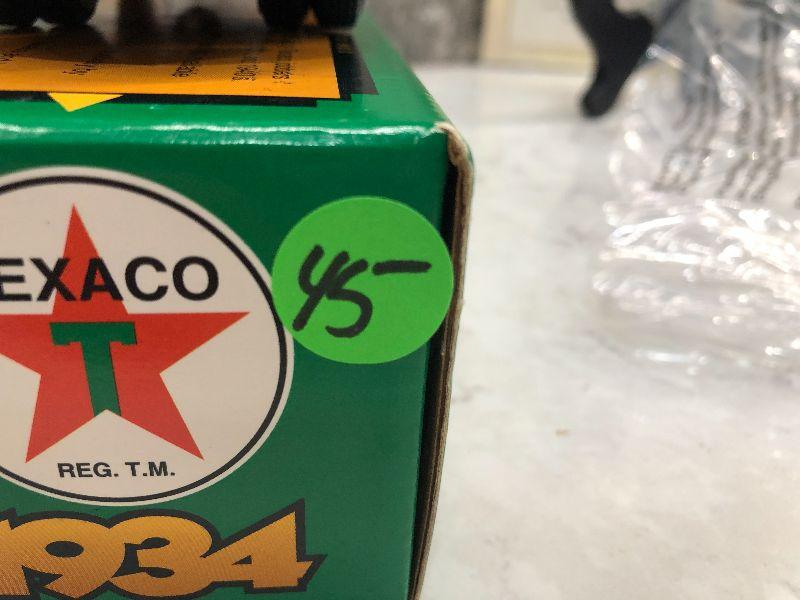 EXACO
T
REG. T.M.
45-
1934